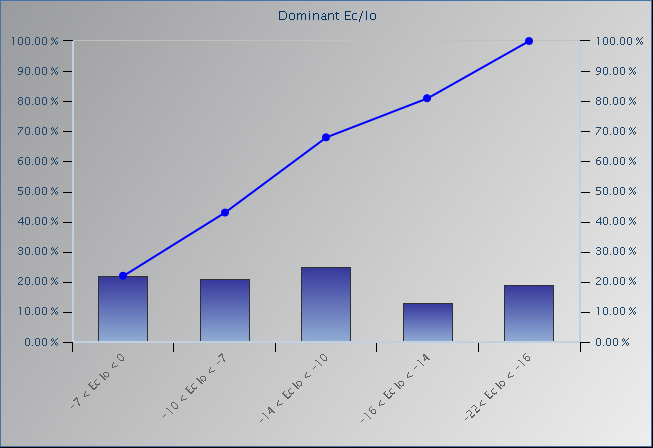 Dominant Ec/Io
100.00 % 100.00 %
90.00 % 90.00 %
80.00 % 80.00 %
70.00 % 70.00 %
60.00 % 60.00 %
50.00 % 50.00 %
40.00 % 40.00 %
30.00 % 30.00 %
20.00 % 20.00 %
10.00 % 10.00 %
0.00 % 0.00 %
-7 < Ec Io < 0
-10 < Ec Io < -7
-14 < Ec Io < -10
-16 < Ec Io < -14
-22< Ec Io < -16